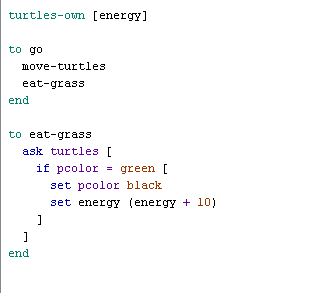 turtles-own [energy]
to go
move-turtles
eat-grass
end
to eat-grass
ask turtles [
if pcolor = green [
set pcolor black
set energy (energy + 10)
]
]
end